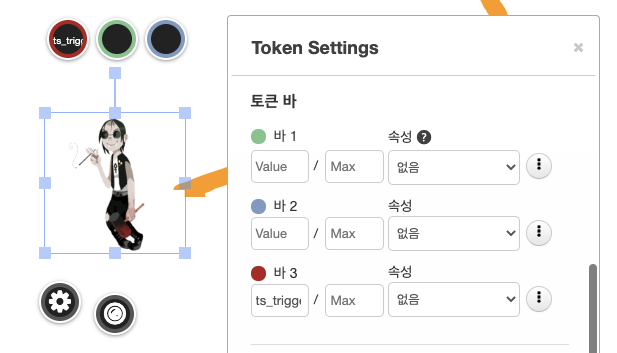 ts_trigg
Token Settings
×
토큰 바
바 1
속성 ?
Value / Max
없음
바 2
속성
Value / Max
없음
바 3
속성
ts_trigg / Max
없음